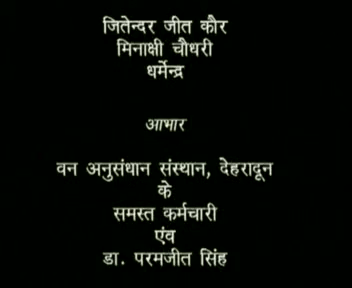 जितेन्दर जीत कौर
मिनाक्षी चौधरी
धर्मेन्द्र
आभार
वन अनुसंधान संस्थान, देहरादून
के
समस्त कर्मचारी
एंव
डा. परमजीत सिंह